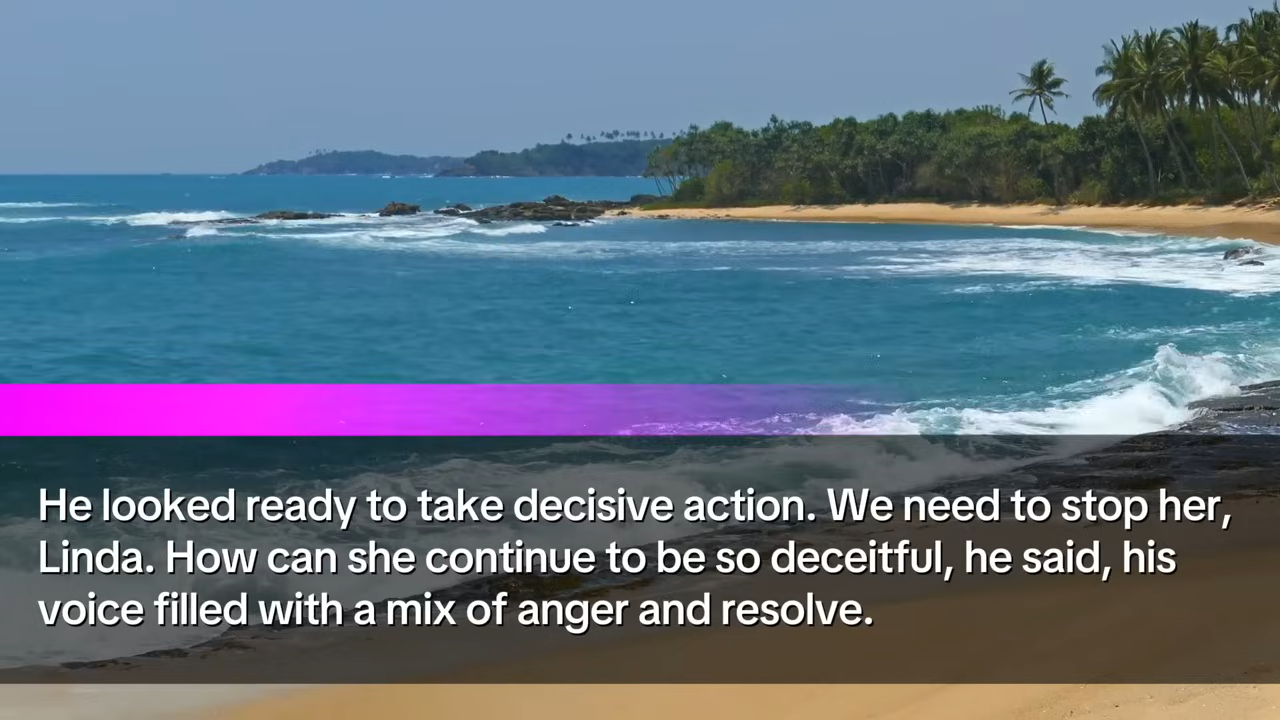 He looked ready to take decisive action. We need to stop her,
Linda. How can she continue to be so deceitful, he said, his
voice filled with a mix of anger and resolve.